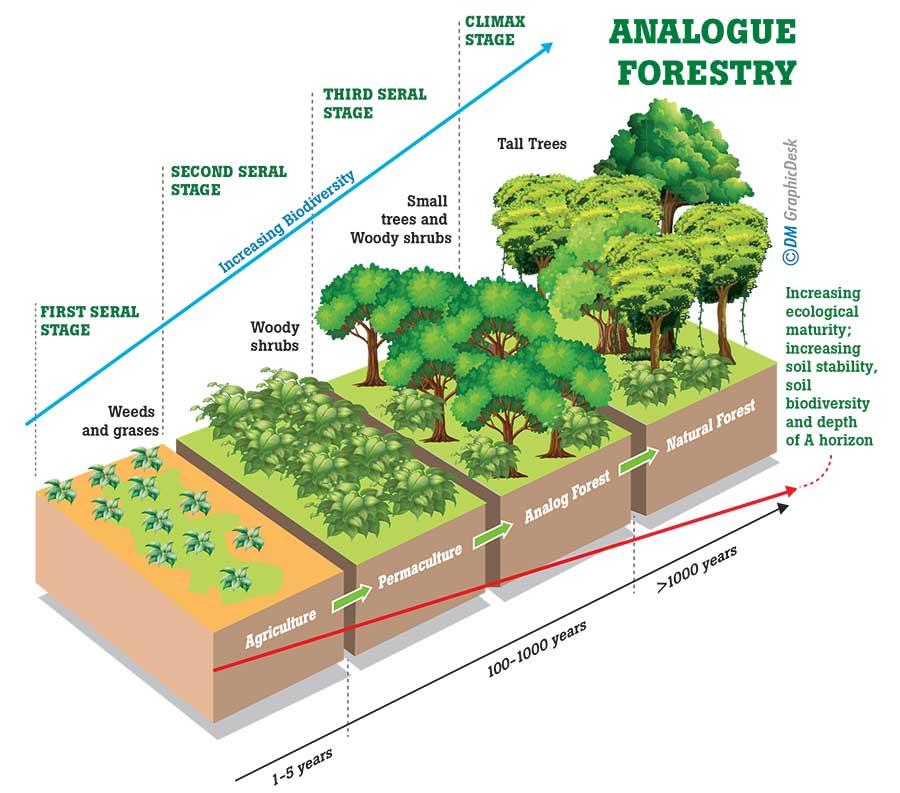 ANALOGUE
FORESTRY
CLIMAX
STAGE
THIRD SERAL
STAGE
SECOND SERAL
STAGE
FIRST SERAL
STAGE
Increasing Biodiversity
Tall Trees
Small
trees and
Woody shrubs
Woody
shrubs
Weeds
and grases
©DM GraphicDesk
Increasing
ecological
maturity;
increasing
soil stability,
soil
biodiversity
and depth
of A horizon
Agriculture
Permaculture
Analog Forest
Natural Forest
1-5 years
100-1000 years
>1000 years